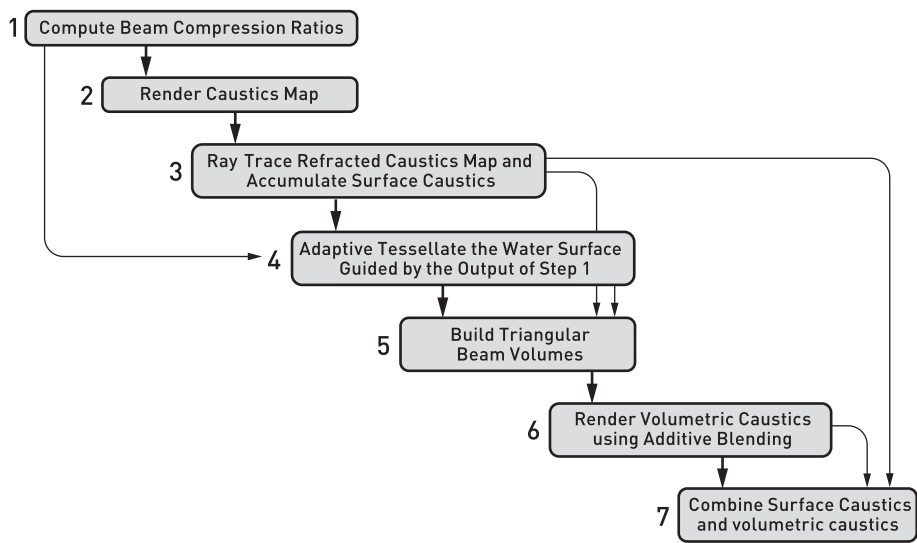 1 Compute Beam Compression Ratios
2 Render Caustics Map
3 Ray Trace Refracted Caustics Map and
Accumulate Surface Caustics
4 Adaptive Tessellate the Water Surface
Guided by the Output of Step 1
5 Build Triangular
Beam Volumes
6 Render Volumetric Caustics
using Additive Blending
7 Combine Surface Caustics
and volumetric caustics